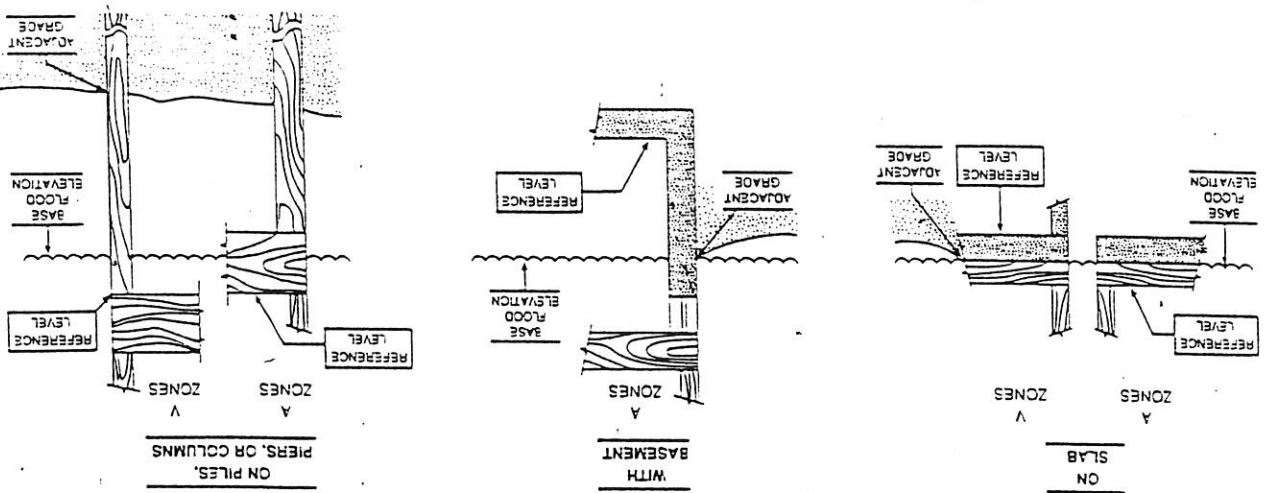 ON
SLAB
A
ZONES
V
ZONES
REFERENCE
LEVEL
BASE
FLOOD
ELEVATION
REFERENCE
LEVEL
ADJACENT
GRADE
WITH
BASEMENT
A
ZONES
BASE
FLOOD
ELEVATION
ADJACENT
GRADE
REFERENCE
LEVEL
ON PILES,
PIERS, OR COLUMNS
A
ZONES
V
ZONES
REFERENCE
LEVEL
REFERENCE
LEVEL
BASE
FLOOD
ELEVATION
ADJACENT
GRADE